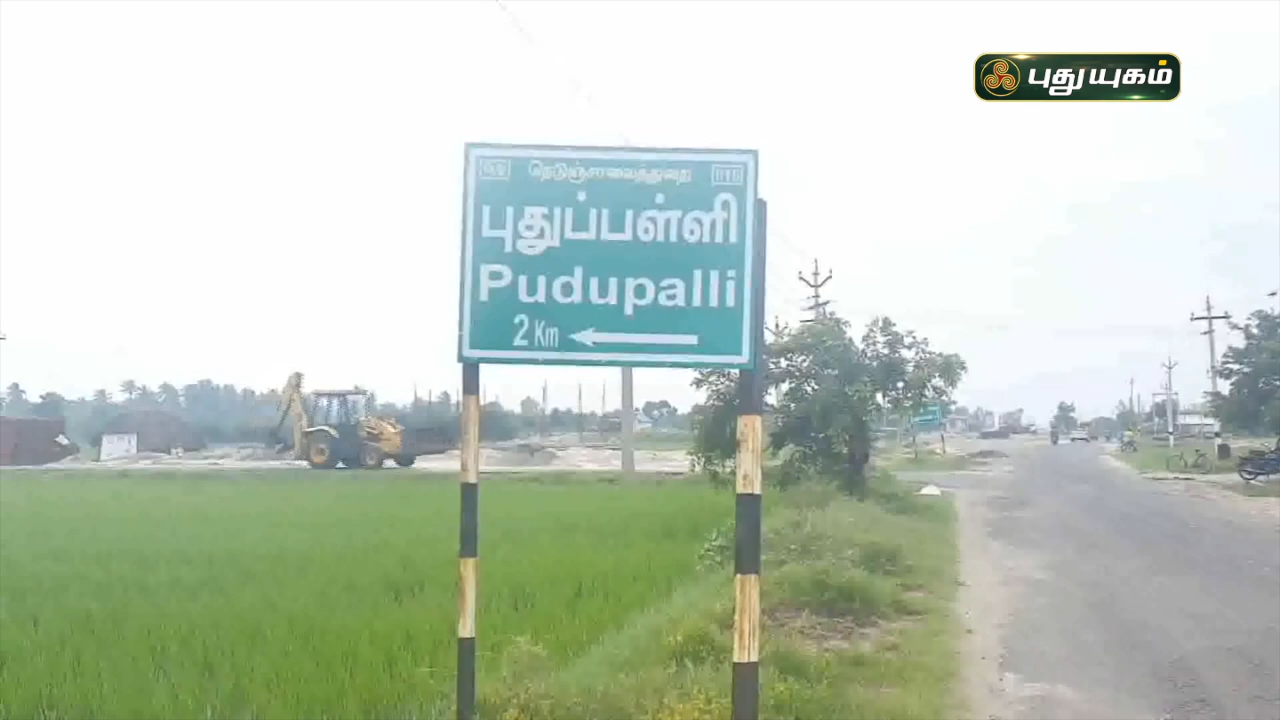 புதுயுகம்
நெடுஞ்சாலைத்துறை
புதுப்பள்ளி
Pudupalli
2 Km